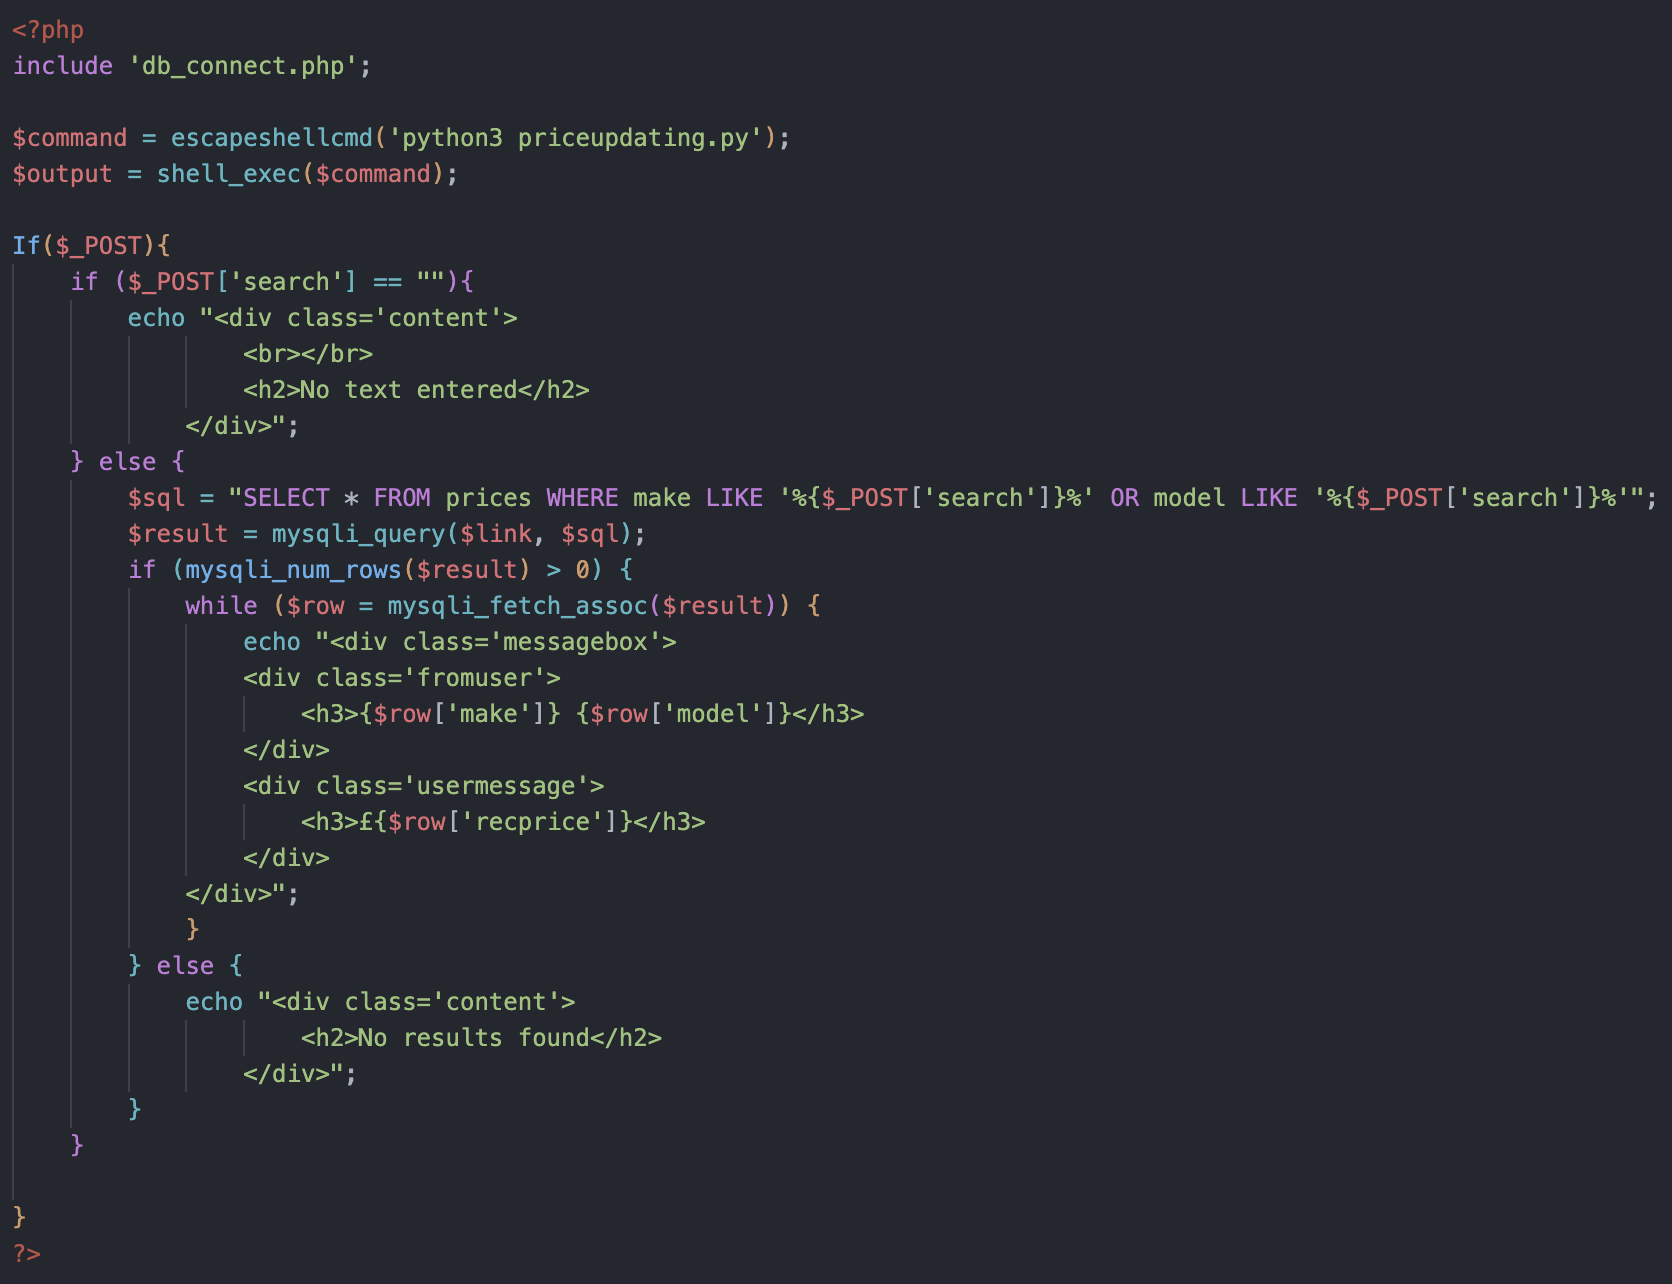 <?php
include 'db_connect.php';

$command = escapeshellcmd('python3 priceupdating.py');
$output = shell_exec($command);

If($_POST){
    if ($_POST['search'] == ""){
        echo "<div class='content'>
                <br></br>
                <h2>No text entered</h2>
            </div>";
    } else {
        $sql = "SELECT * FROM prices WHERE make LIKE '%{$_POST['search']}%' OR model LIKE '%{$_POST['search']}%'";
        $result = mysqli_query($link, $sql);
        if (mysqli_num_rows($result) > 0) {
            while ($row = mysqli_fetch_assoc($result)) {
                echo "<div class='messagebox'>
                <div class='fromuser'>
                    <h3>{$row['make']} {$row['model']}</h3>
                </div>
                <div class='usermessage'>
                    <h3>£{$row['recprice']}</h3>
                </div>
            </div>";
            }
        } else {
            echo "<div class='content'>
                    <h2>No results found</h2>
                </div>";
        }
    }

}
?>